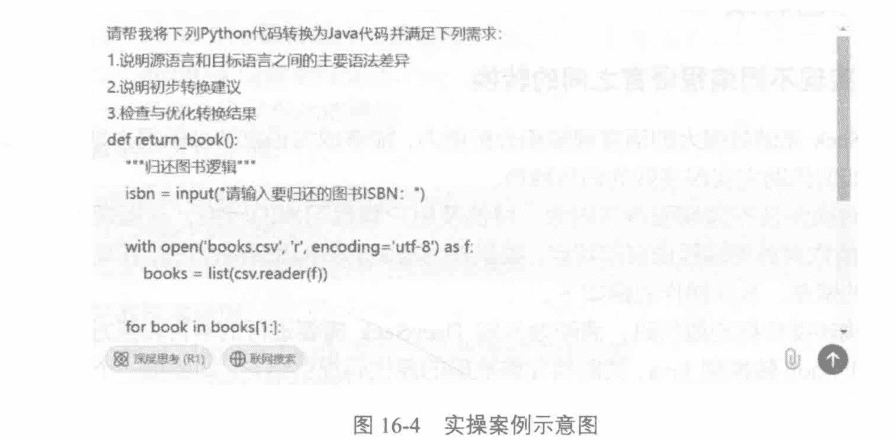 请帮我将下列Python代码转换为Java代码并满足下列需求：
1.说明源语言和目标语言之间的主要语法差异
2.说明初步转换建议
3.检查与优化转换结果
def return_book():
"""归还图书逻辑"""
isbn = input("请输入要归还的图书ISBN：")
with open('books.csv', 'r', encoding='utf-8') as f:
books = list(csv.reader(f))
for book in books[1:]:
深度思考 (R1) 联网搜索
图 16-4 实操案例示意图